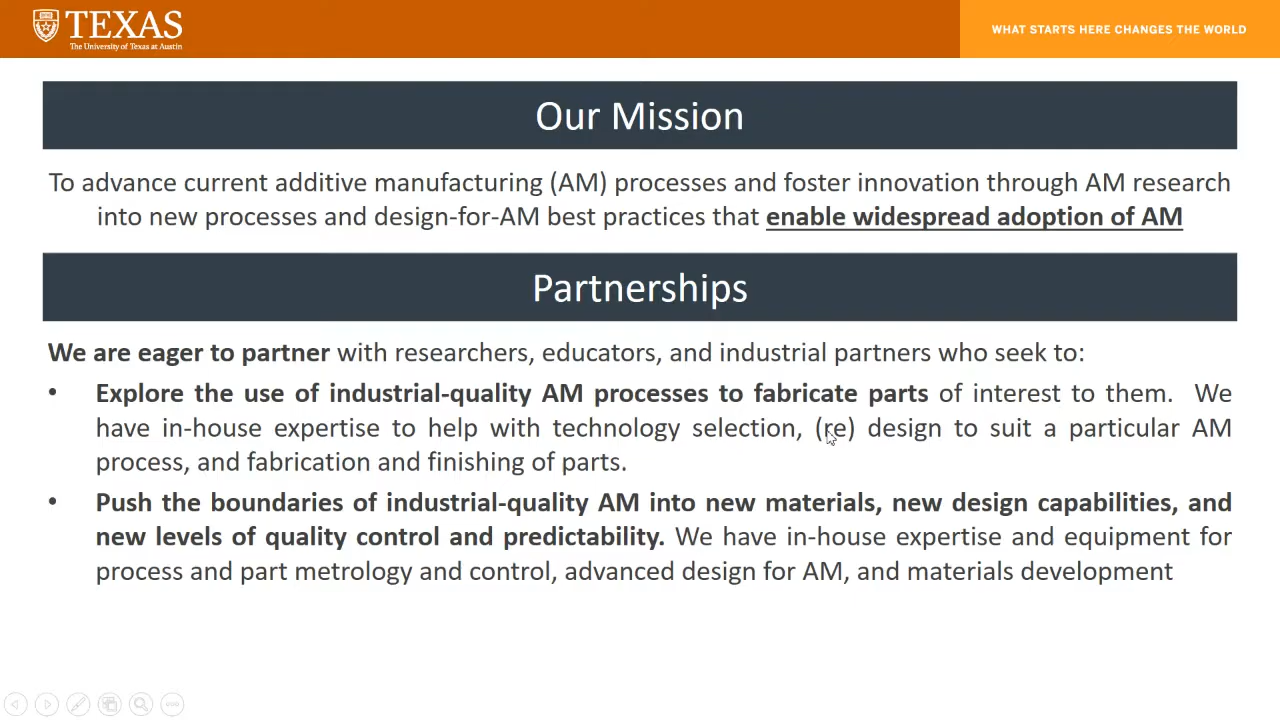 TEXAS
The University of Texas at Austin
WHAT STARTS HERE CHANGES THE WORLD
Our Mission
To advance current additive manufacturing (AM) processes and foster innovation through AM research
into new processes and design-for-AM best practices that enable widespread adoption of AM
Partnerships
We are eager to partner with researchers, educators, and industrial partners who seek to:
• Explore the use of industrial-quality AM processes to fabricate parts of interest to them. We
have in-house expertise to help with technology selection, (re) design to suit a particular AM
process, and fabrication and finishing of parts.
• Push the boundaries of industrial-quality AM into new materials, new design capabilities, and
new levels of quality control and predictability. We have in-house expertise and equipment for
process and part metrology and control, advanced design for AM, and materials development